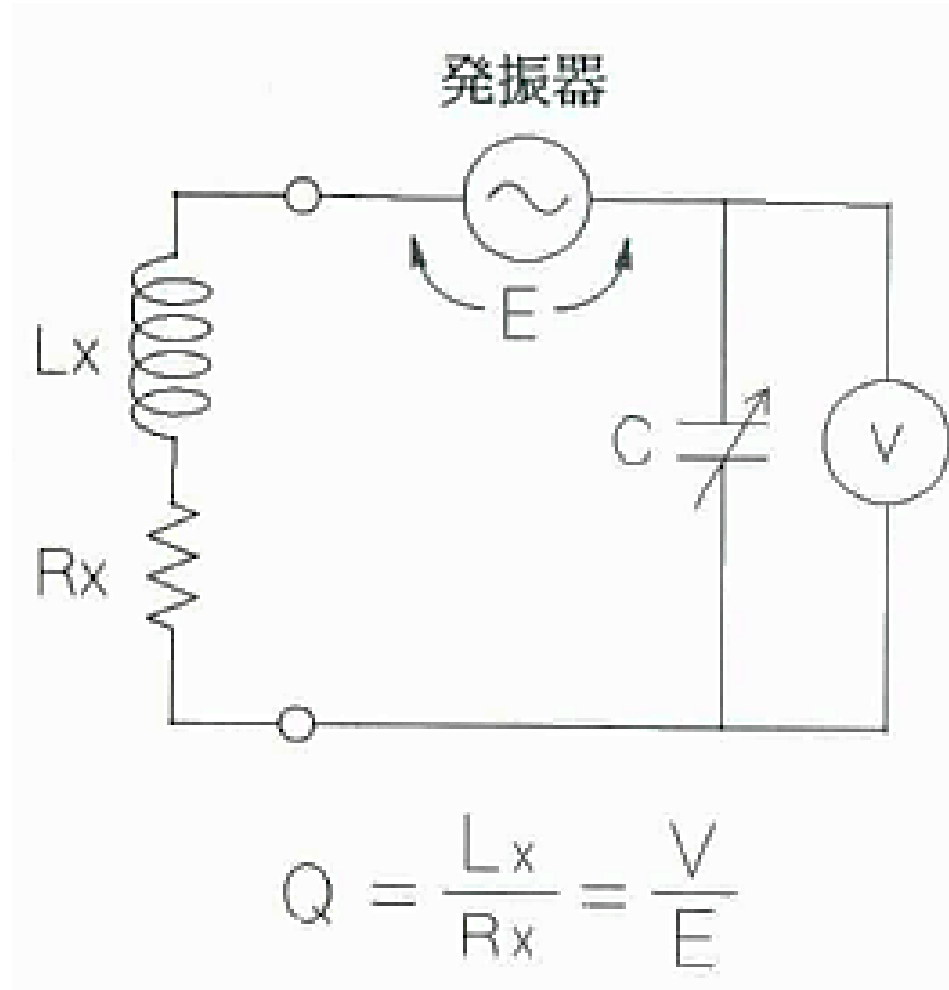 発振器
E
Lx
C
V
Rx
Q = Lx/Rx = V/E